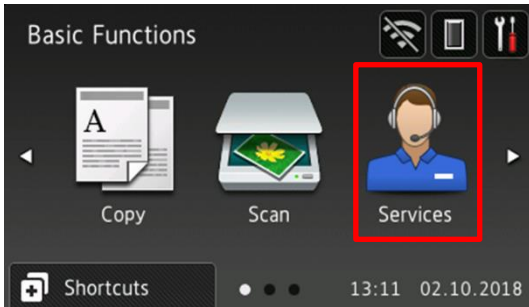 Basic Functions
A
Copy
Scan
Services
Shortcuts
13:11 02.10.2018